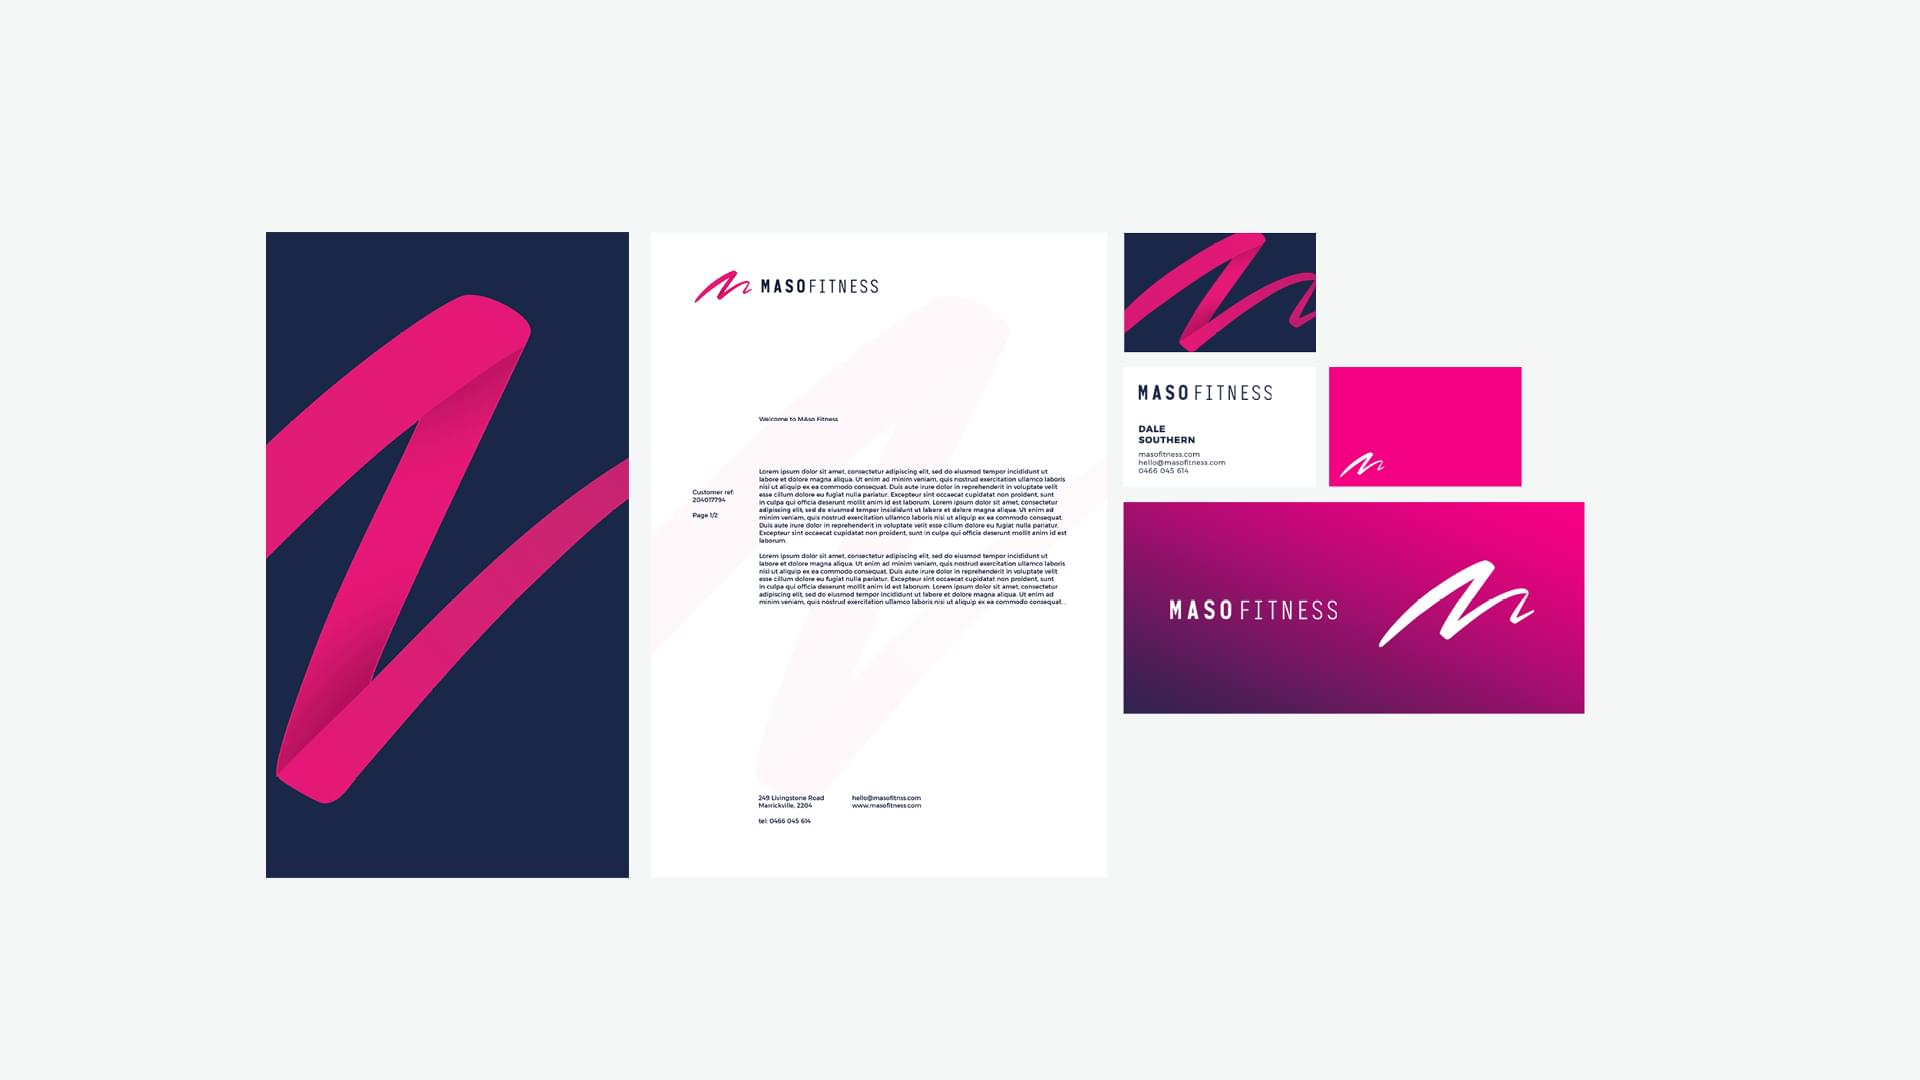 MASOFITNESS
Welcome to MAso Fitness
Customer ref:
204017794
Page 1/2
Lorem ipsum dolor sit amet, consectetur adipiscing elit, sed do eiusmod tempor incididunt ut
labore et dolore magna aliqua. Ut enim ad minim veniam, quis nostrud exercitation ullamco laboris
nisi ut aliquip ex ea commodo consequat. Duis aute irure dolor in reprehenderit in voluptate velit
esse cillum dolore eu fugiat nulla pariatur. Excepteur sint occaecat cupidatat non proident, sunt
in culpa qui officia deserunt mollit anim id est laborum. Lorem ipsum dolor sit amet, consectetur
adipiscing elit, sed do eiusmod tempor incididunt ut labore et dolore magna aliqua. Ut enim ad
minim veniam, quis nostrud exercitation ullamco laboris nisi ut aliquip ex ea commodo consequat.
Duis aute irure dolor in reprehenderit in voluptate velit esse cillum dolore eu fugiat nulla pariatur.
Excepteur sint occaecat cupidatat non proident, sunt in culpa qui officia deserunt mollit anim id est
laborum.
Lorem ipsum dolor sit amet, consectetur adipiscing elit, sed do eiusmod tempor incididunt ut
labore et dolore magna aliqua. Ut enim ad minim veniam, quis nostrud exercitation ullamco laboris
nisi ut aliquip ex ea commodo consequat. Duis aute irure dolor in reprehenderit in voluptate velit
esse cillum dolore eu fugiat nulla pariatur. Excepteur sint occaecat cupidatat non proident, sunt
in culpa qui officia deserunt mollit anim id est laborum. Lorem ipsum dolor sit amet, consectetur
adipiscing elit, sed do eiusmod tempor incididunt ut labore et dolore magna aliqua. Ut enim ad
minim veniam, quis nostrud exercitation ullamco laboris nisi ut aliquip ex ea commodo consequat. .
249 Livingstone Road
Marrickville, 2204
tel: 0466 045 614
hello@masofitnss.com
www.masofitness.com
MASO FITNESS
DALE
SOUTHERN
masofitness.com
hello@masofitness.com
0466 045 614
MASO FITNESS